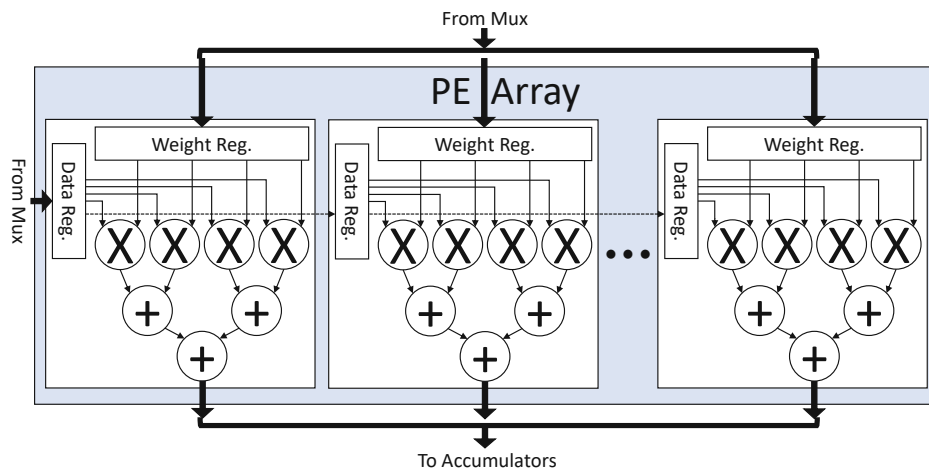 From Mux
PE Array
Weight Reg.
Weight Reg.
Weight Reg.
From Mux
Data Reg.
Data Reg.
Data Reg.
X X X X
X X X X
X X X X
+ +
+ +
+ +
+
+
+
To Accumulators